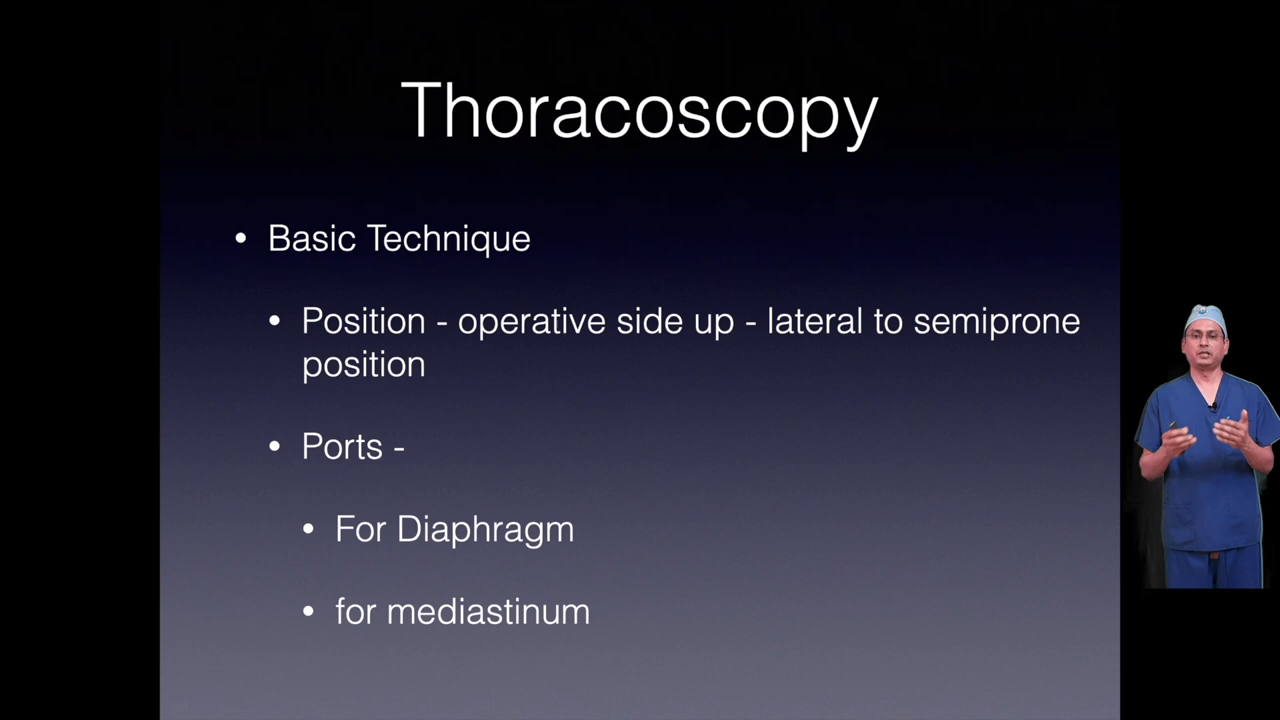 Thoracoscopy
• Basic Technique
• Position - operative side up - lateral to semiprone
position
• Ports -
• For Diaphragm
• for mediastinum